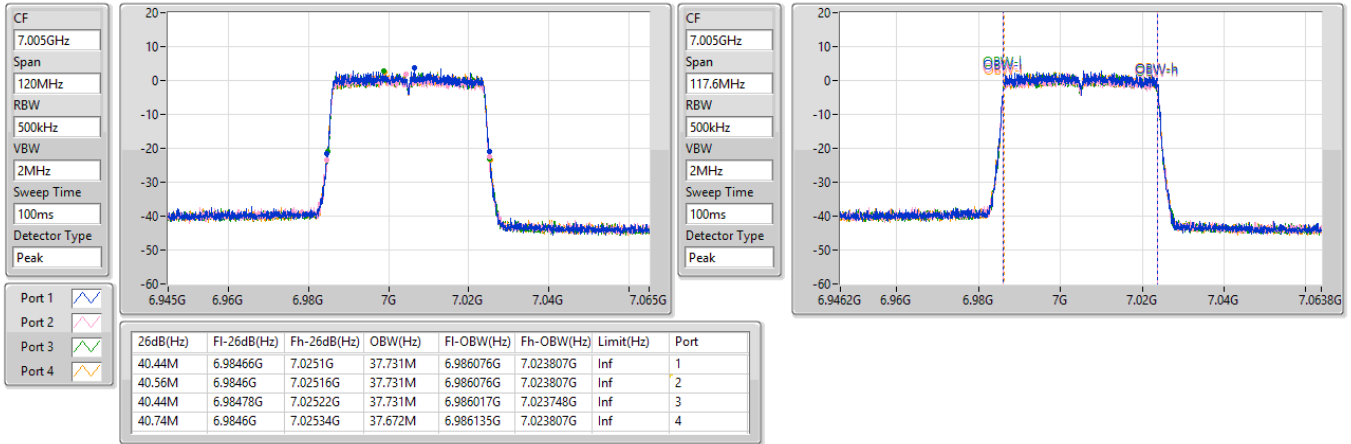 CF
7.005GHz
Span
120MHz
RBW
500kHz
VBW
2MHz
Sweep Time
100ms
Detector Type
Peak
20
10
0
-10
-20
-30
-40
-50
-60
6.945G 6.96G 6.98G 7G 7.02G 7.04G 7.065G
CF
7.005GHz
Span
117.6MHz
RBW
500kHz
VBW
2MHz
Sweep Time
100ms
Detector Type
Peak
20
10
0
-10
-20
-30
-40
-50
-60
OBW-l OBW-h
6.9462G 6.96G 6.98G 7G 7.02G 7.04G 7.0638G
Port 1
Port 2
Port 3
Port 4
26dB(Hz) Fl-26dB(Hz) Fh-26dB(Hz) OBW(Hz) Fl-OBW(Hz) Fh-OBW(Hz) Limit(Hz) Port
40.44M 6.98466G 7.0251G 37.731M 6.986076G 7.023807G Inf 1
40.56M 6.9846G 7.02516G 37.731M 6.986076G 7.023807G Inf 2
40.44M 6.98478G 7.02522G 37.731M 6.986017G 7.023748G Inf 3
40.74M 6.9846G 7.02534G 37.672M 6.986135G 7.023807G Inf 4